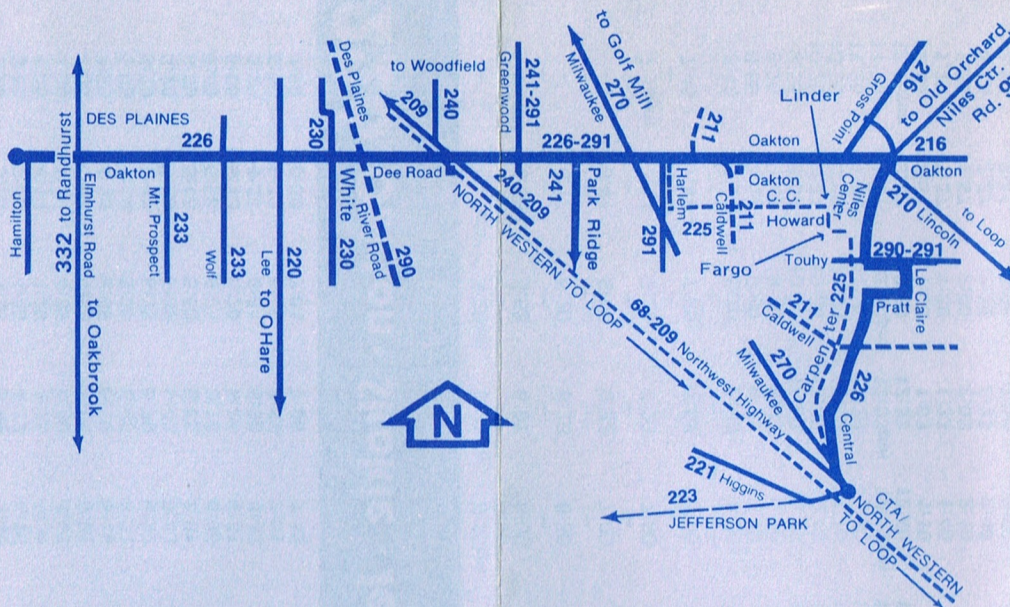 Hamilton
332 to Randhurst
Elmhurst Road
to Oakbrook
DES PLAINES
Oakton
226
Mt. Prospect
233
Wolf
233
Lee
to O'Hare
220
230
White
230
Des Plaines
River Road
290
to Woodfield
209
240
Dee Road
Greenwood
241-291
240-209
NORTH WESTERN TO LOOP
68-209 Northwest Highway
226-291
241
Park Ridge
to Golf Mill
Milwaukee
270
291
211
Harlem
225
Caldwell
211
Oakton
Oakton
C.C.
Howard
Linder
Fargo
Gross Point
216
to Old Orchard
Niles Ctr.
Rd.
216
Oakton
Niles
Center
210 Lincoln
to Loop
Touhy
290-291
Le Claire
Pratt
211
Caldwell
Carpenter 225
270
Milwaukee
226
Central
N
221 Higgins
223
JEFFERSON PARK
CTA/
NORTH WESTERN
TO LOOP